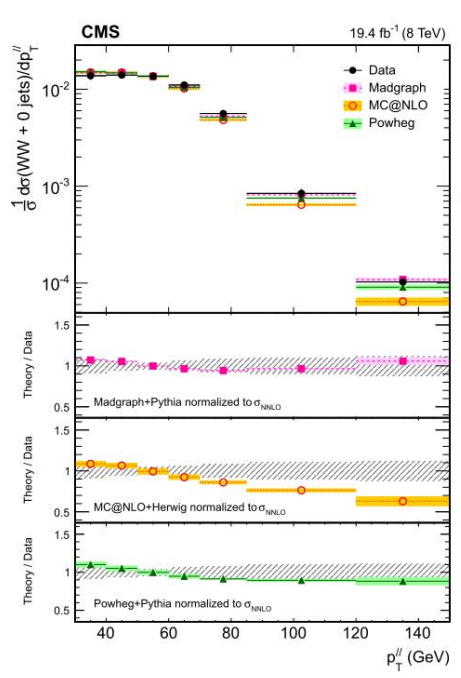 CMS 19.4 fb⁻¹ (8 TeV)
1/σ dσ(WW + 0 jets)/dp_T^//
10⁻²
10⁻³
10⁻⁴
Data
Madgraph
MC@NLO
Powheg
Theory / Data
1.5
1
0.5
Madgraph+Pythia normalized to σ_NNLO
Theory / Data
1.5
1
0.5
MC@NLO+Herwig normalized to σ_NNLO
Theory / Data
1.5
1
0.5
Powheg+Pythia normalized to σ_NNLO
40 60 80 100 120 140
p_T^// (GeV)